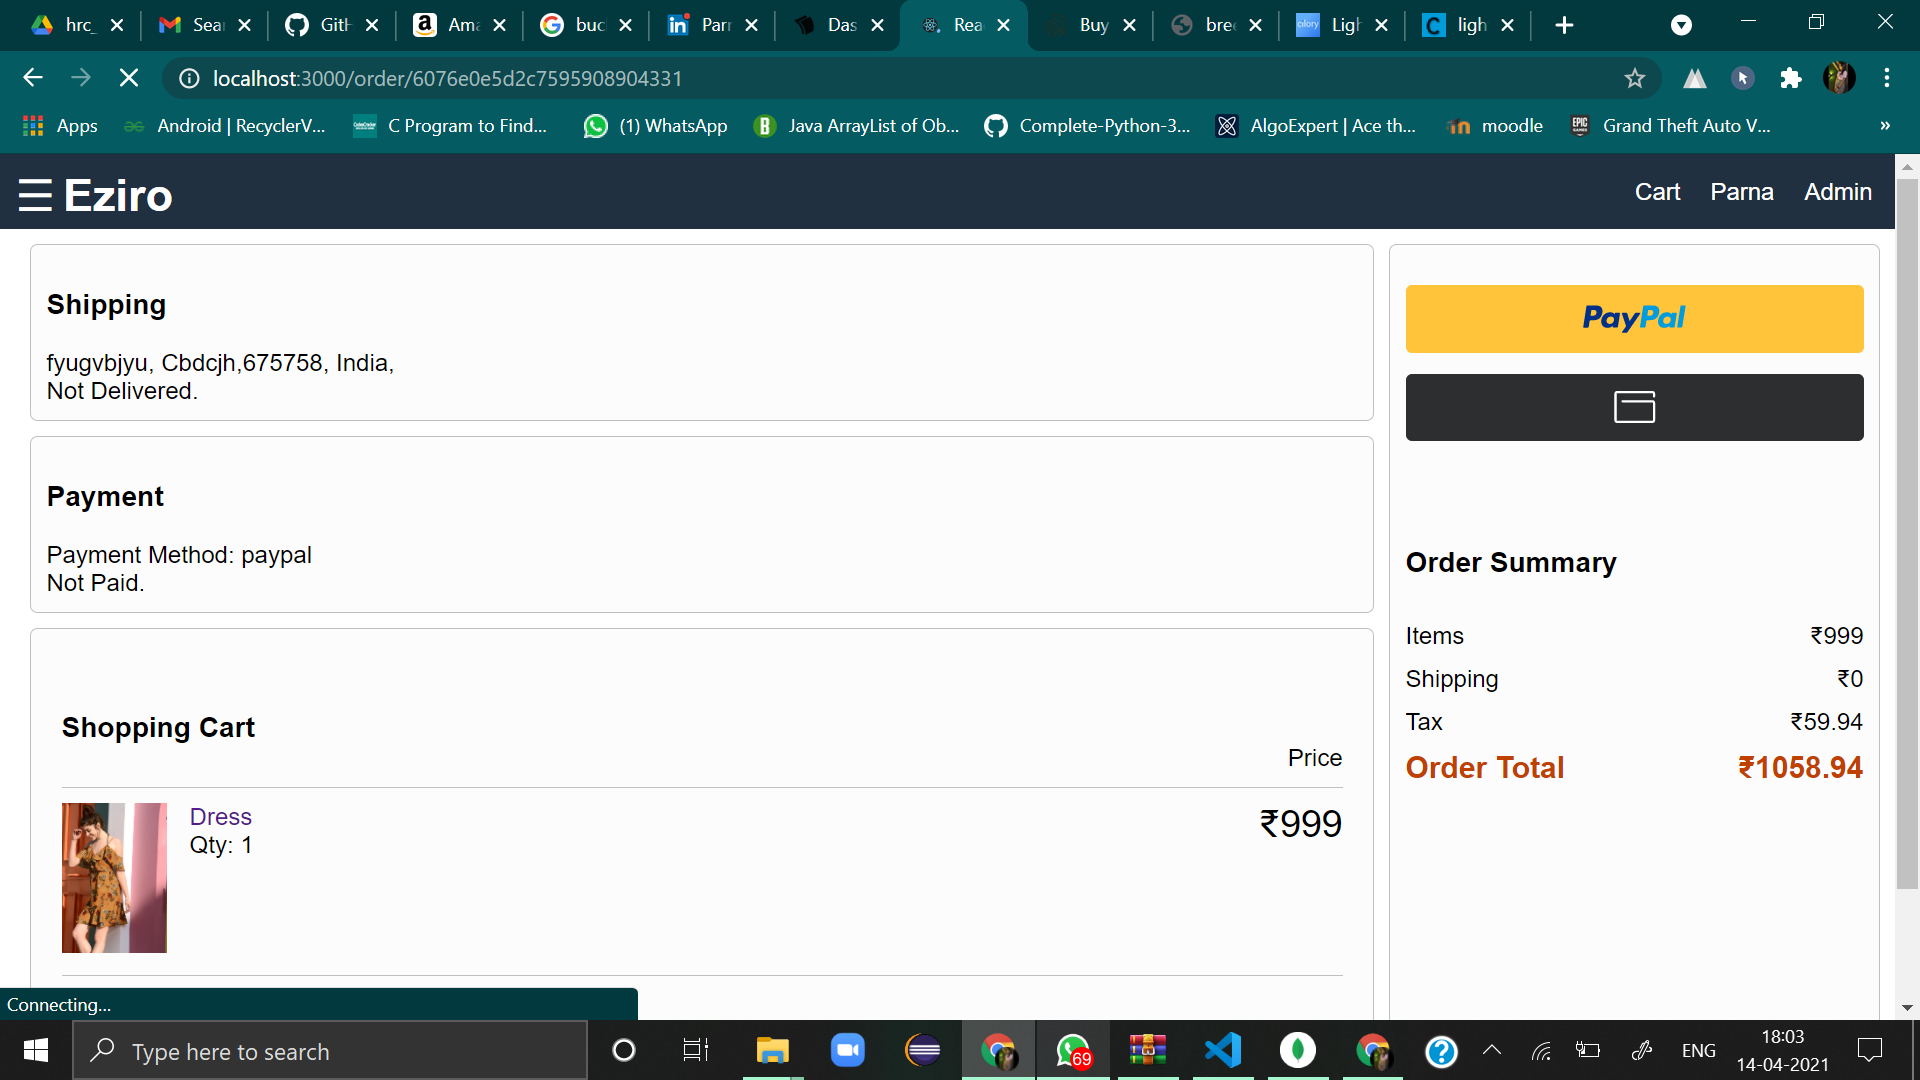 hrc_
Sear
GitH
Ama
buc
Parn
Das
Rea
Buy
bree
Ligh
ligh
localhost:3000/order/6076e0e5d2c7595908904331
Apps
Android | RecyclerV...
C Program to Find...
(1) WhatsApp
Java ArrayList of Ob...
Complete-Python-3...
AlgoExpert | Ace th...
moodle
Grand Theft Auto V...
»
☰ Eziro
Cart
Parna
Admin
Shipping
fyugvbjyu, Cbdcjh,675758, India,
Not Delivered.
Payment
Payment Method: paypal
Not Paid.
Shopping Cart
Price
Dress
Qty: 1
₹999
PayPal
Order Summary
Items ₹999
Shipping ₹0
Tax ₹59.94
Order Total ₹1058.94
Connecting...
Type here to search
69
ENG
18:03
14-04-2021